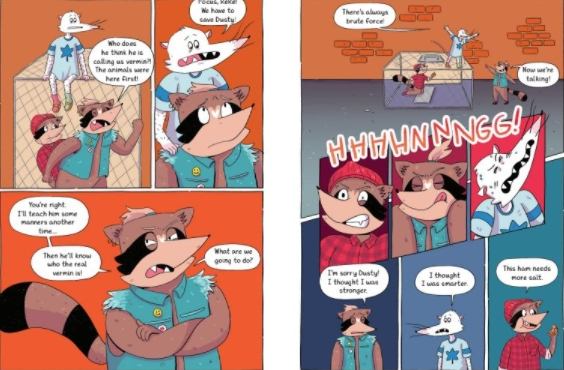 Who does
he think he is
calling us vermin?!
The animals were
here first!
Focus, Keke!
We have to
save Dusty!
You're right.
I'll teach him some
manners another
time...
Then he'll know
who the real
vermin is!
What are we
going to do?
There's always
brute force!
Now we're
talking!
HHHHNNNNGG!
I'm sorry Dusty!
I thought I was
stronger.
I thought
I was smarter.
This ham needs
more salt.